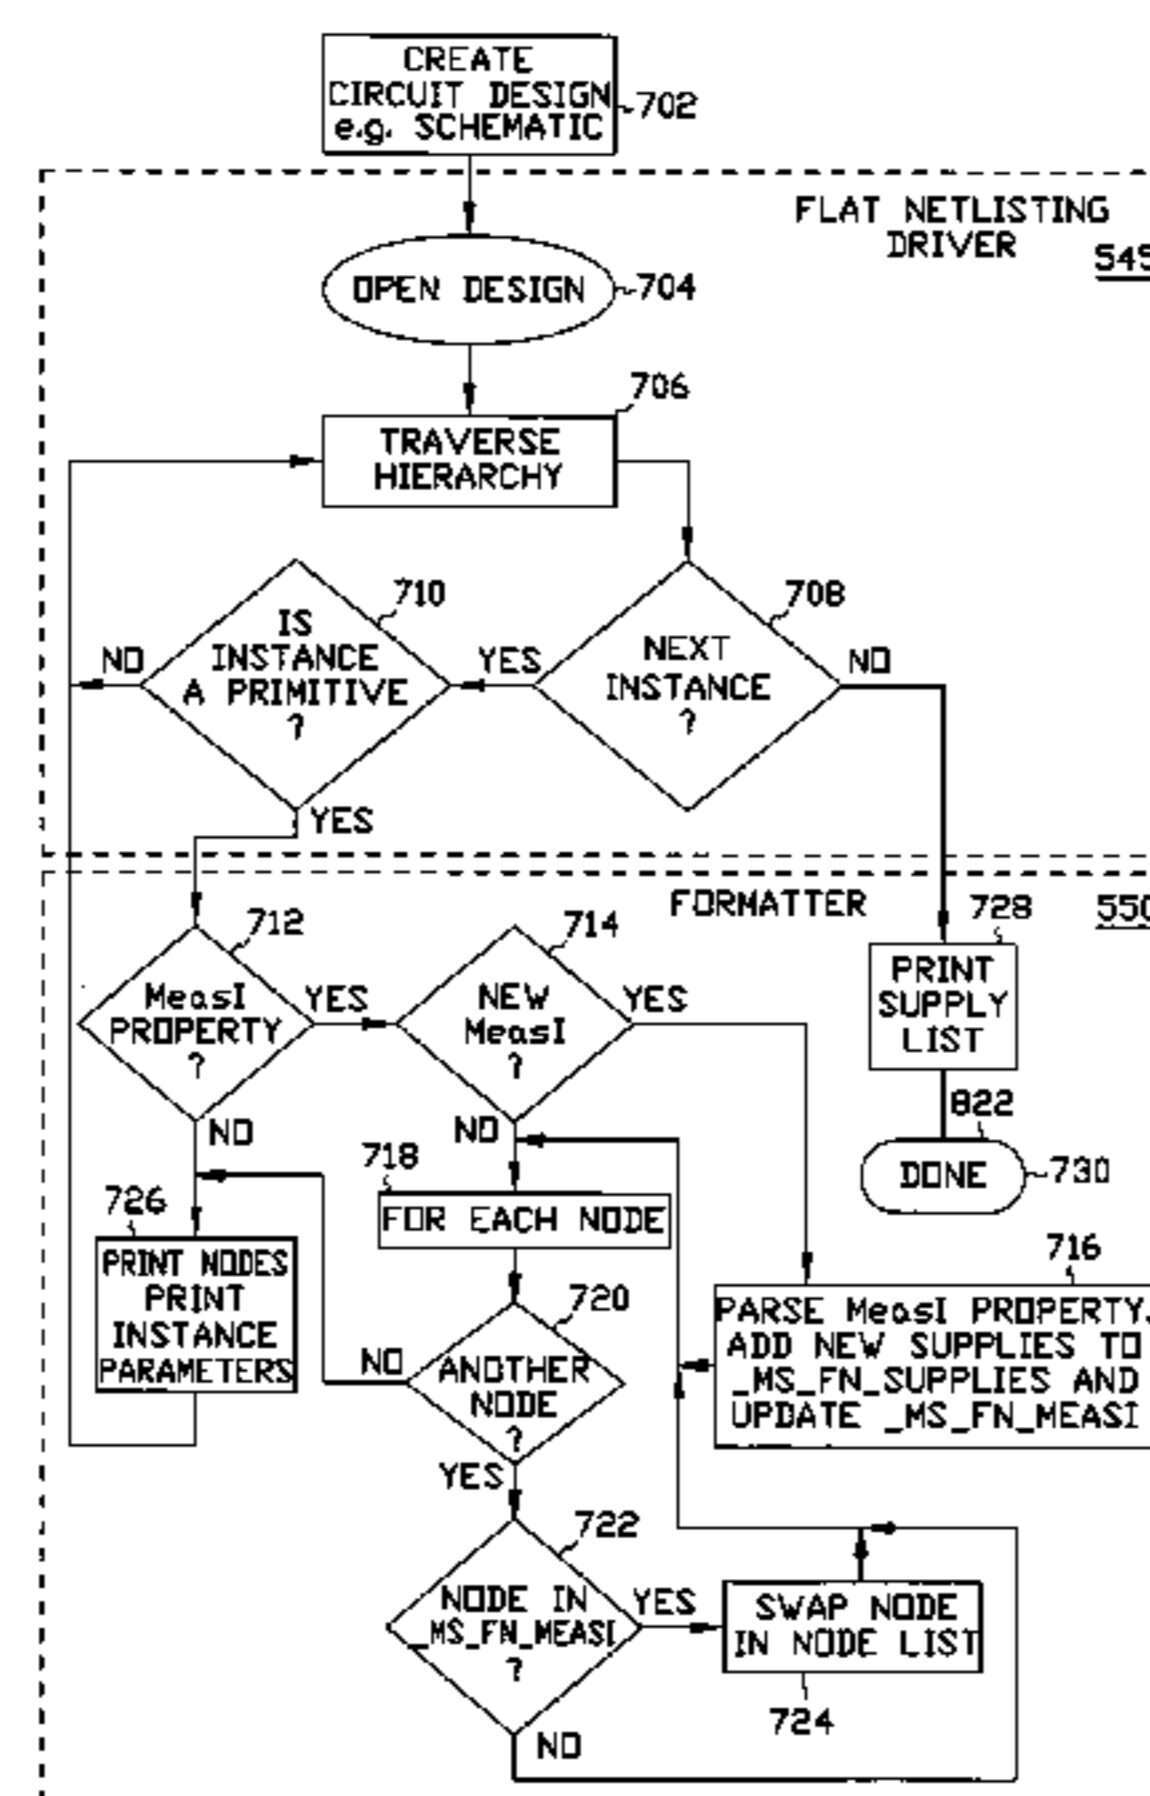 CREATE
CIRCUIT DESIGN
e.g. SCHEMATIC
702
FLAT NETLISTING
DRIVER
OPEN DESIGN
704
706
TRAVERSE
HIERARCHY
710
708
IS
INSTANCE
A PRIMITIVE
?
NO
YES
NEXT
INSTANCE
?
NO
YES
FORMATTER
728
712
714
PRINT
SUPPLY
LIST
MeasI
PROPERTY
?
YES
NEW
MeasI
?
YES
NO
NO
822
718
DONE
730
726
FOR EACH NODE
716
PRINT NODES
PRINT
INSTANCE
PARAMETERS
720
PARSE MeasI PROPERTY.
ADD NEW SUPPLIES TO
_MS_FN_SUPPLIES AND
UPDATE _MS_FN_MEASI
NO
ANOTHER
NODE
?
YES
722
NODE IN
_MS_FN_MEASI
?
YES
SWAP NODE
IN NODE LIST
724
NO